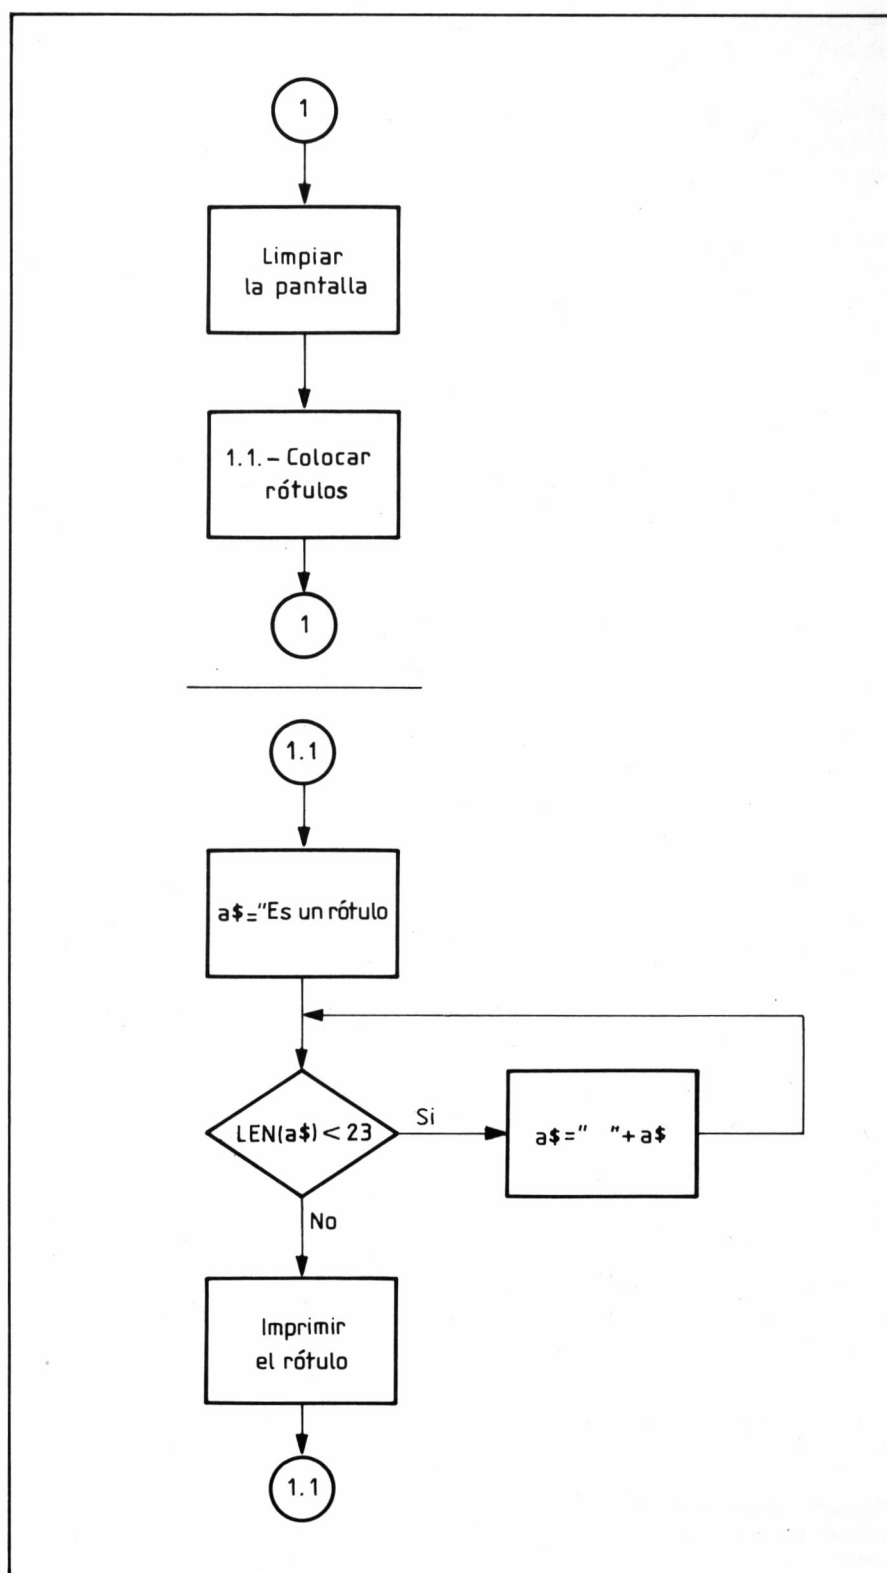 1
Limpiar
la pantalla
1.1.– Colocar
rótulos
1
1.1
a$="Es un rótulo
LEN(a$) < 23
Si
a$=" "+a$
No
Imprimir
el rótulo
1.1